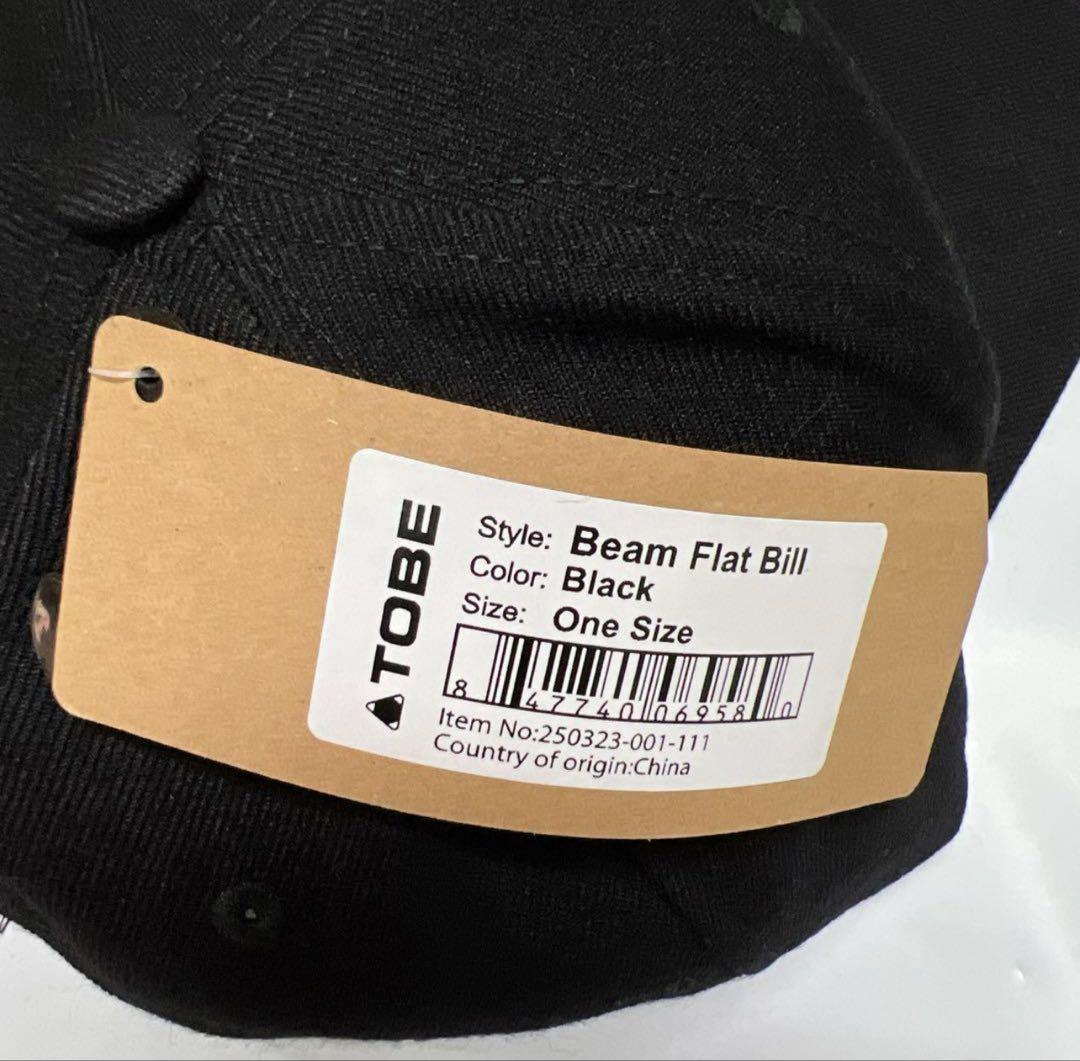 TOBE
Style: Beam Flat Bill
Color: Black
Size: One Size
8 47740 06958 0
Item No:250323-001-111
Country of origin:China